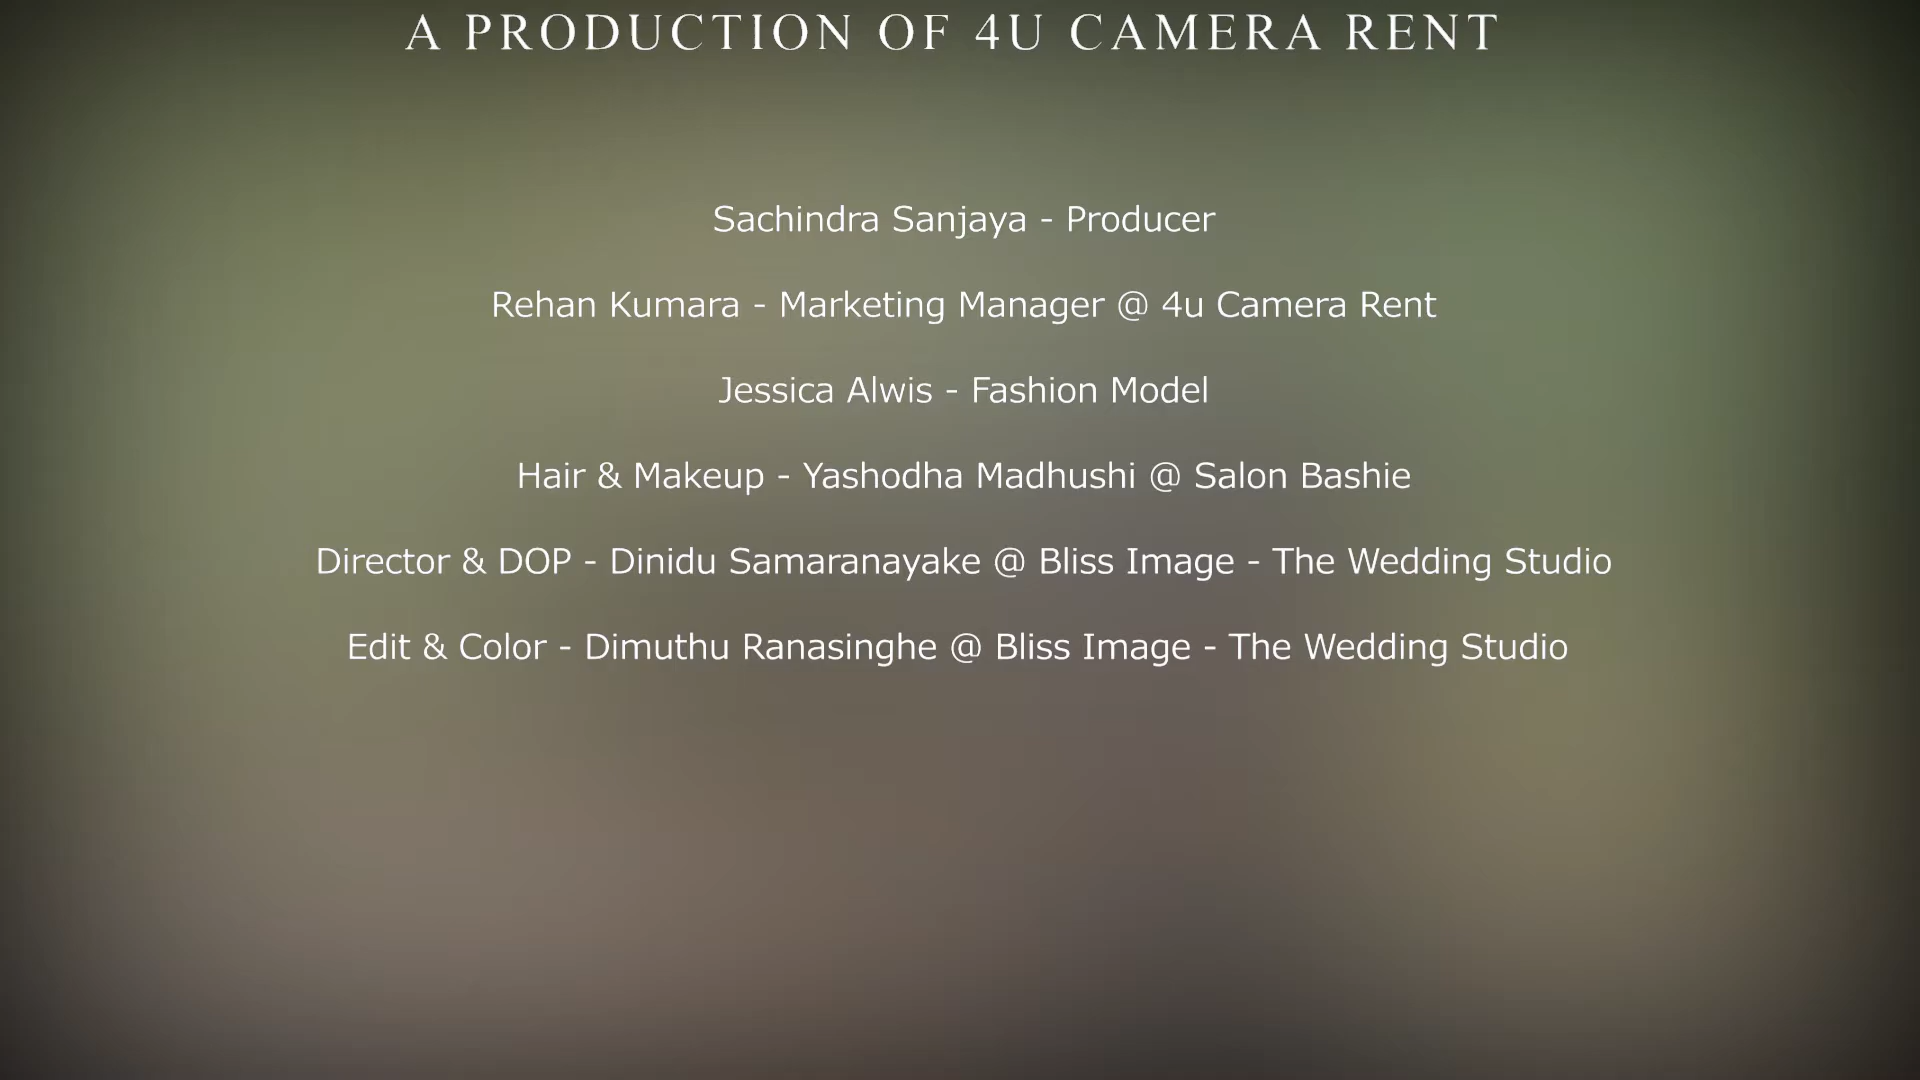 A PRODUCTION OF 4U CAMERA RENT
Sachindra Sanjaya - Producer
Rehan Kumara - Marketing Manager @ 4u Camera Rent
Jessica Alwis - Fashion Model
Hair & Makeup - Yashodha Madhushi @ Salon Bashie
Director & DOP - Dinidu Samaranayake @ Bliss Image - The Wedding Studio
Edit & Color - Dimuthu Ranasinghe @ Bliss Image - The Wedding Studio